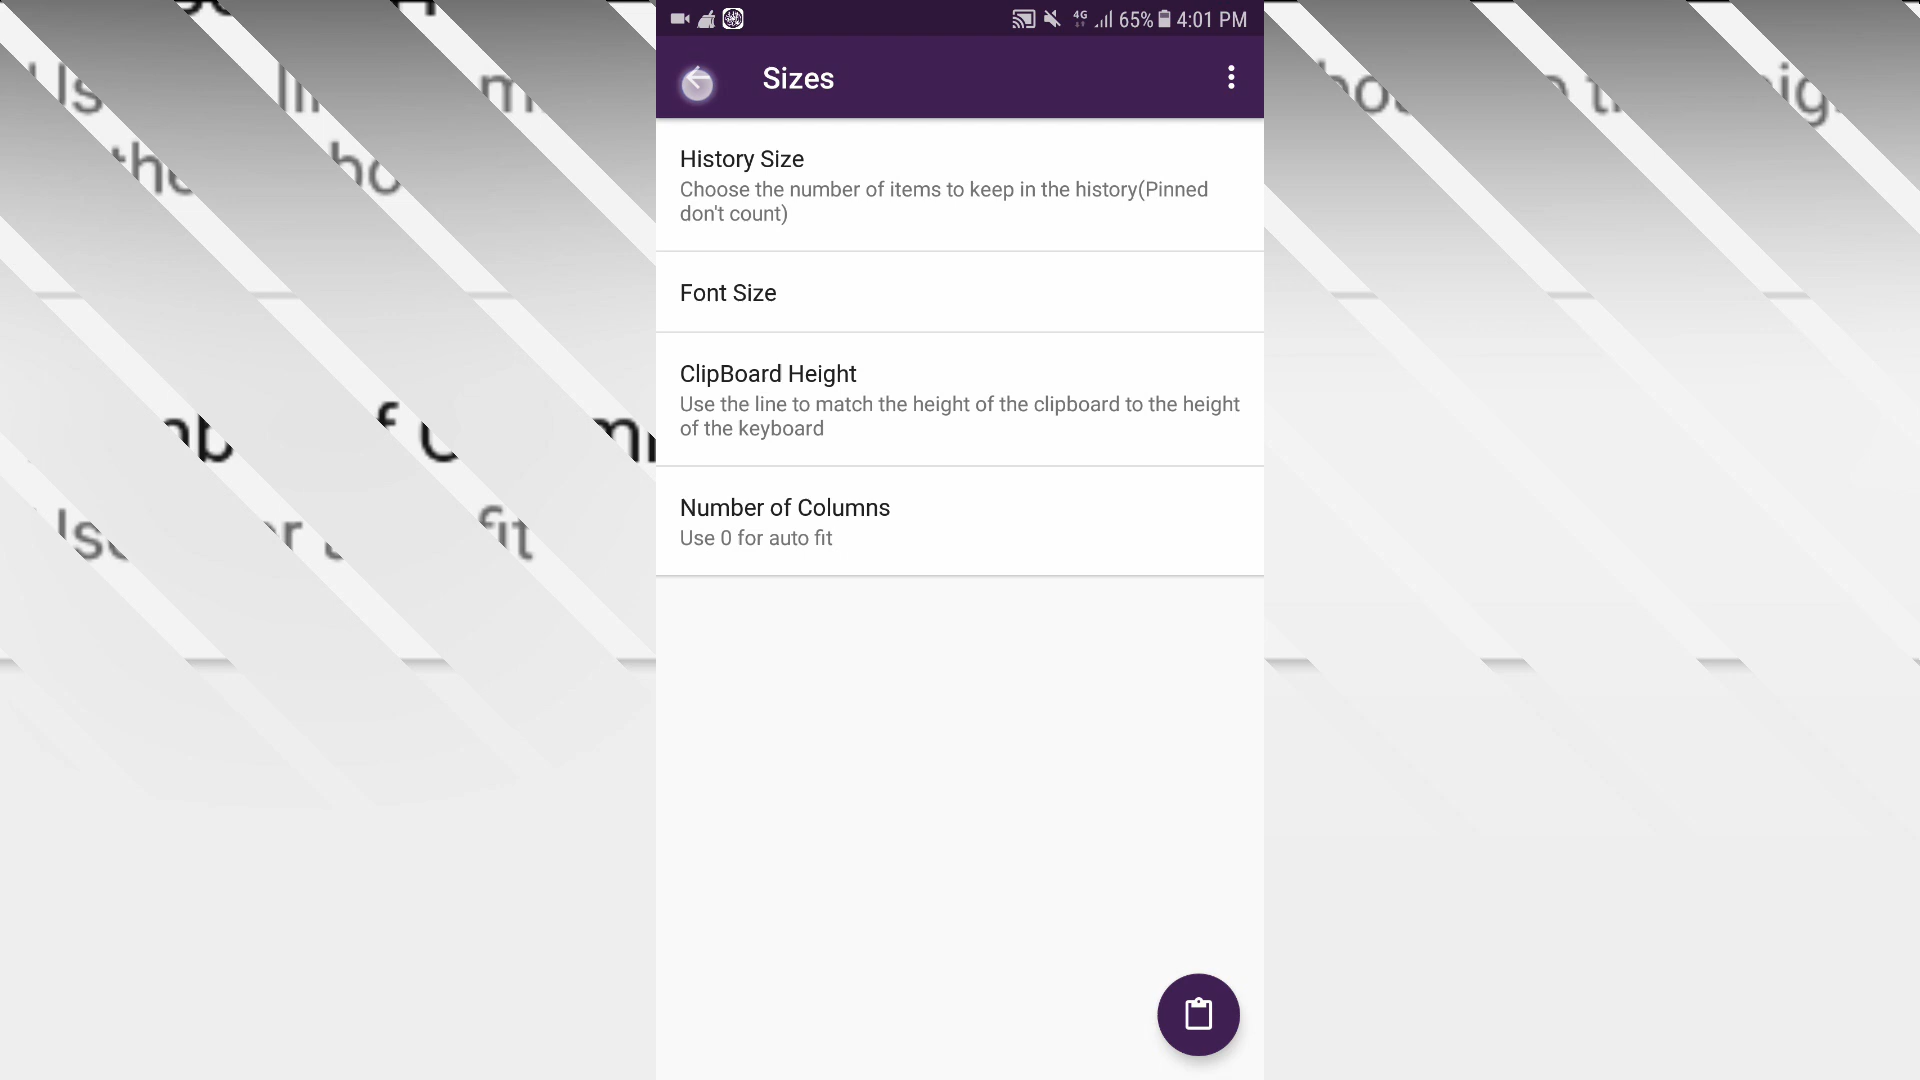 4G 65% 4:01 PM
Sizes
History Size
Choose the number of items to keep in the history(Pinned
don't count)
Font Size
ClipBoard Height
Use the line to match the height of the clipboard to the height
of the keyboard
Number of Columns
Use 0 for auto fit